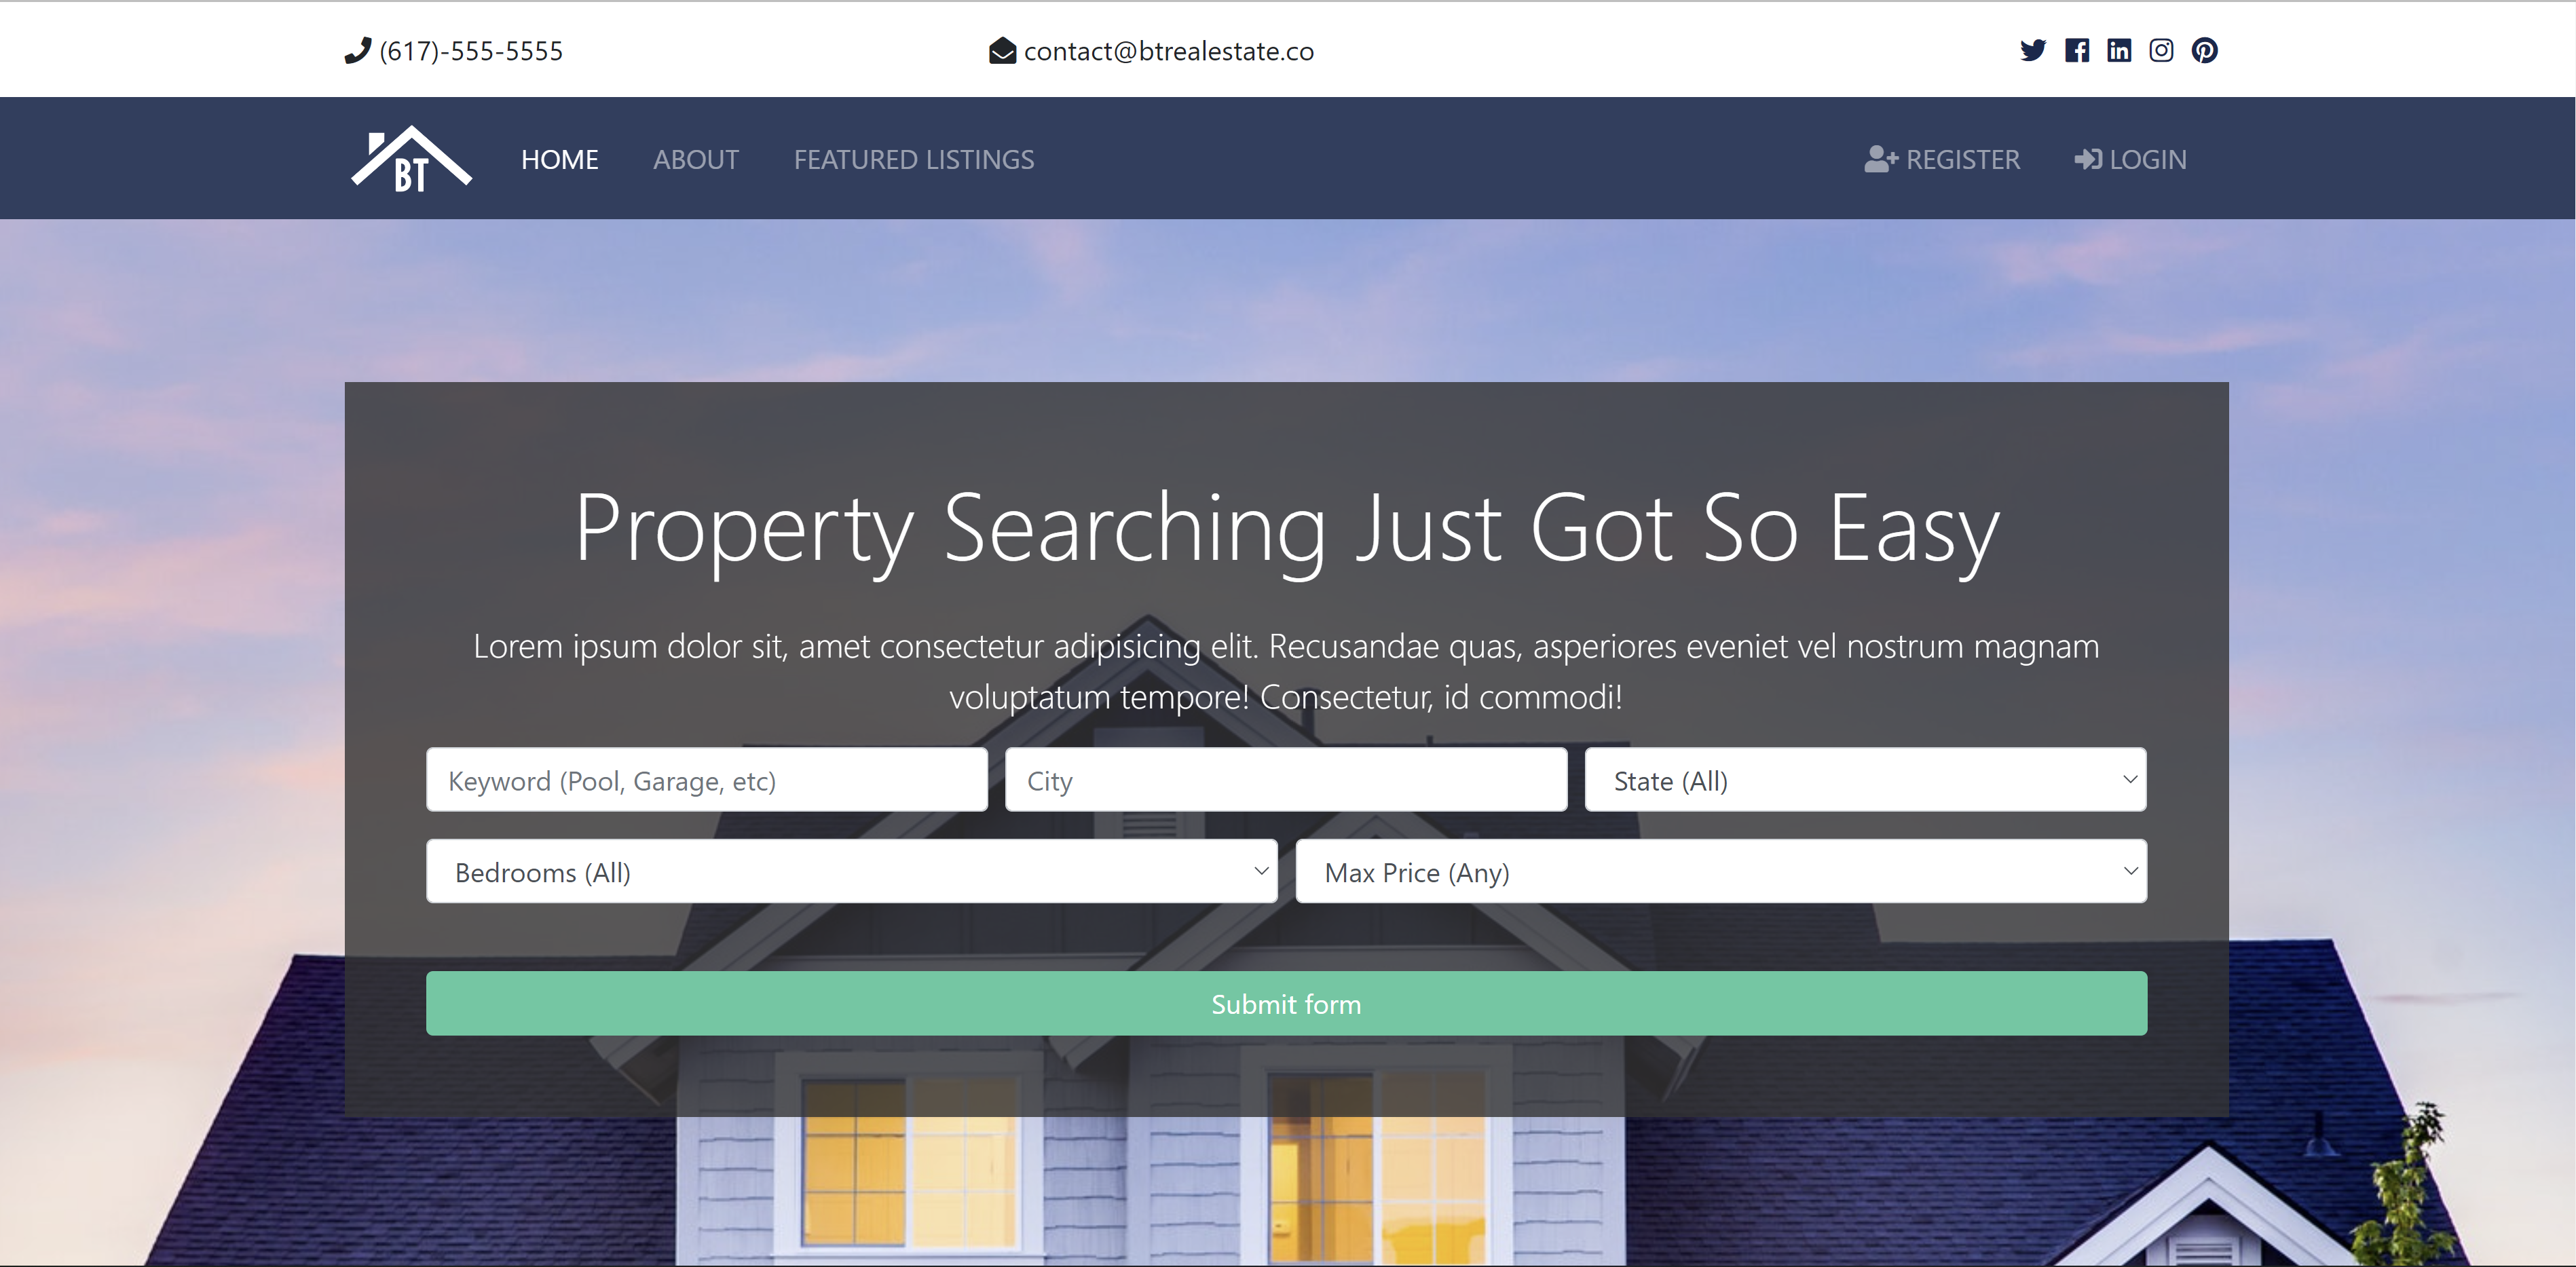 (617)-555-5555
contact@btrealestate.co
BT
HOME
ABOUT
FEATURED LISTINGS
REGISTER
LOGIN
Property Searching Just Got So Easy
Lorem ipsum dolor sit, amet consectetur adipisicing elit. Recusandae quas, asperiores eveniet vel nostrum magnam
voluptatum tempore! Consectetur, id commodi!
Keyword (Pool, Garage, etc)
City
State (All)
Bedrooms (All)
Max Price (Any)
Submit form